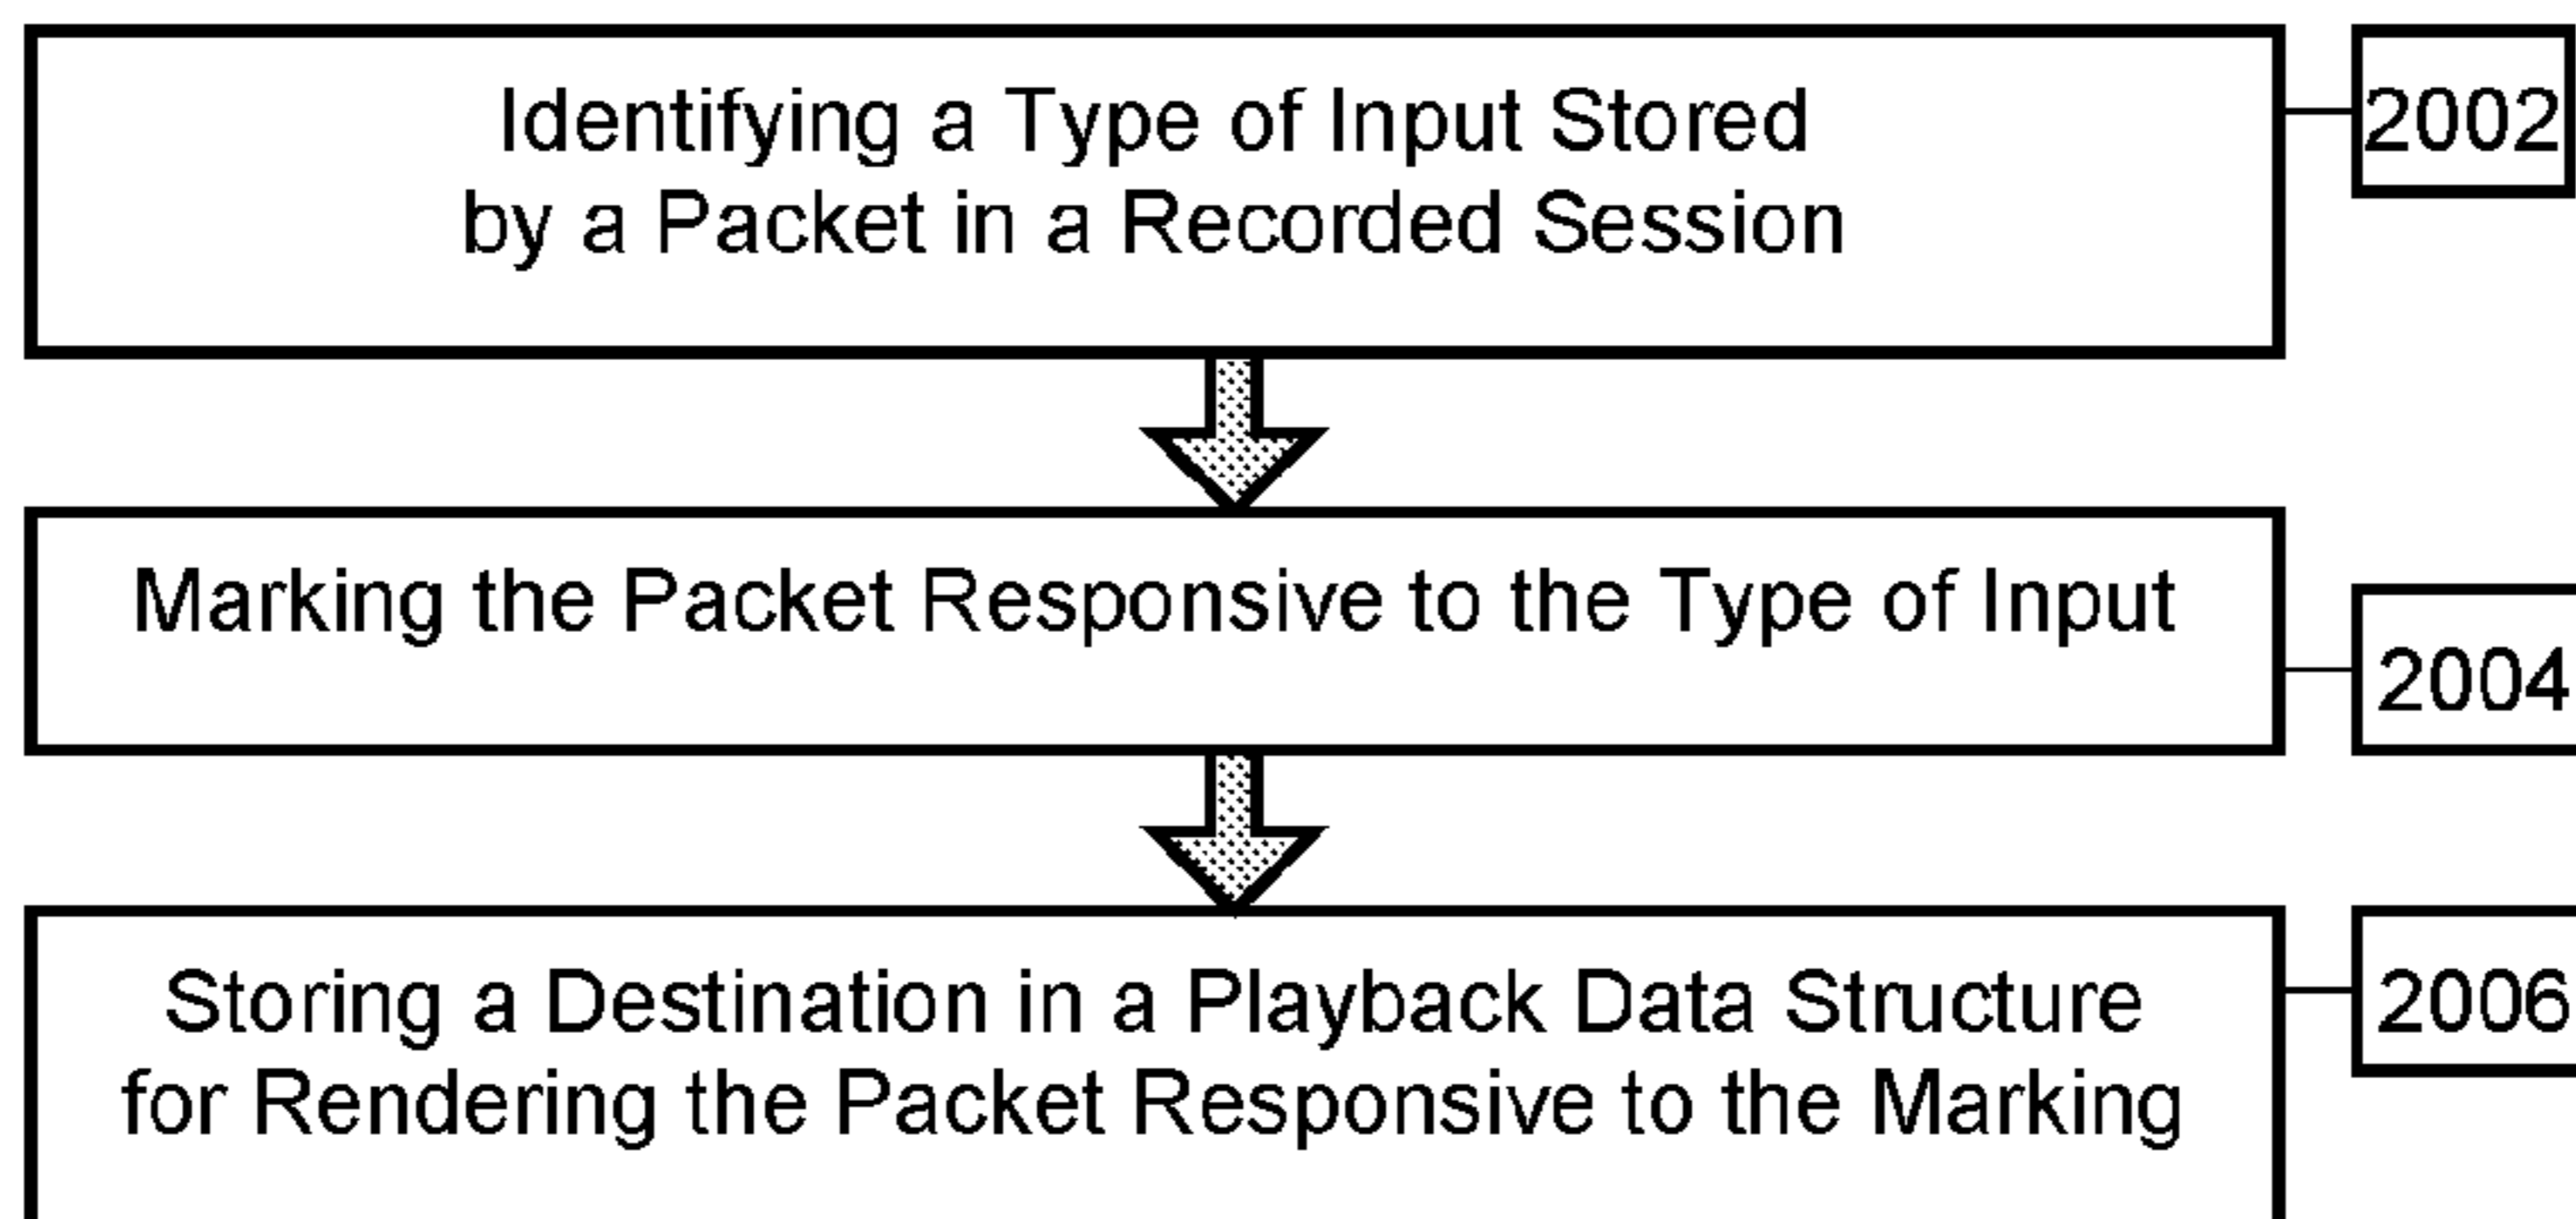 Identifying a Type of Input Stored
by a Packet in a Recorded Session
2002
Marking the Packet Responsive to the Type of Input
2004
Storing a Destination in a Playback Data Structure
for Rendering the Packet Responsive to the Marking
2006